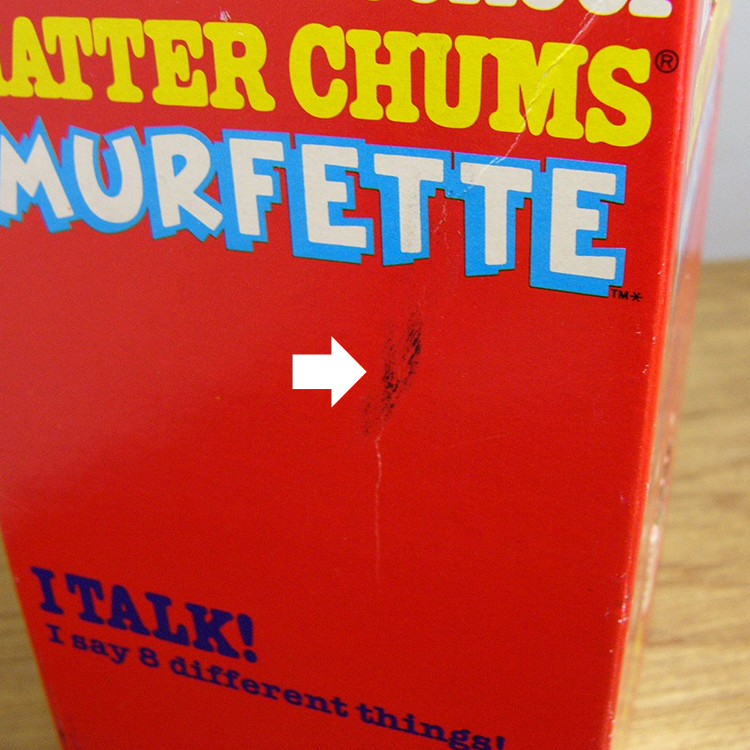 ATTER CHUMS®
MURFETTE
TM*
I TALK!
I say 8 different things!